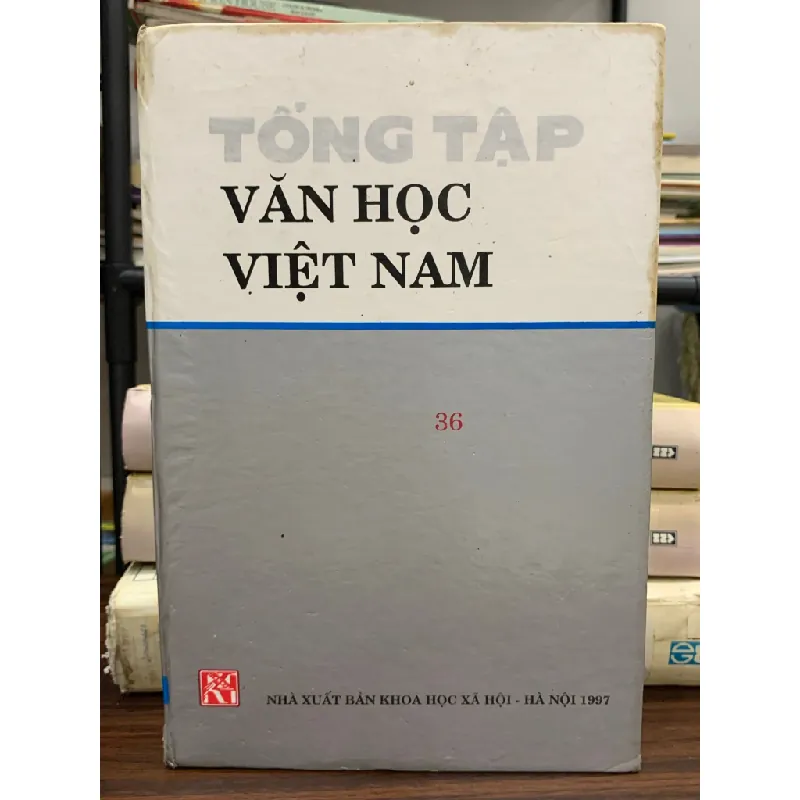 TỔNG TẬP
VĂN HỌC
VIỆT NAM
36
NHÀ XUẤT BẢN KHOA HỌC XÃ HỘI - HÀ NỘI 1997